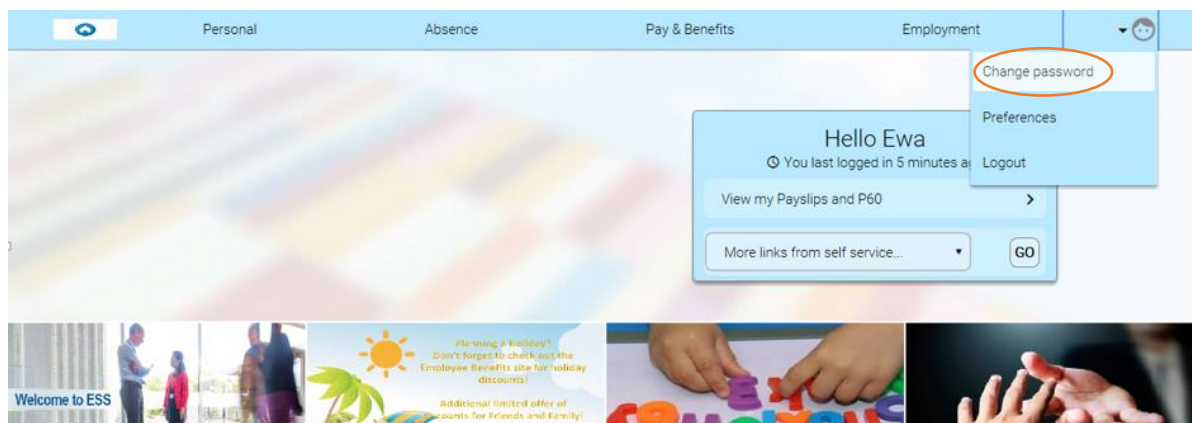 Personal Absence Pay & Benefits Employment
Change password
Preferences
Logout
Hello Ewa
You last logged in 5 minutes
View my Payslips and P60
More links from self service... GO
Welcome to ESS
Planning a holiday?
Don't forget to check out the
Employee Benefits site for holiday
discounts!
Additional limited offer of
counts for Friends and Family!